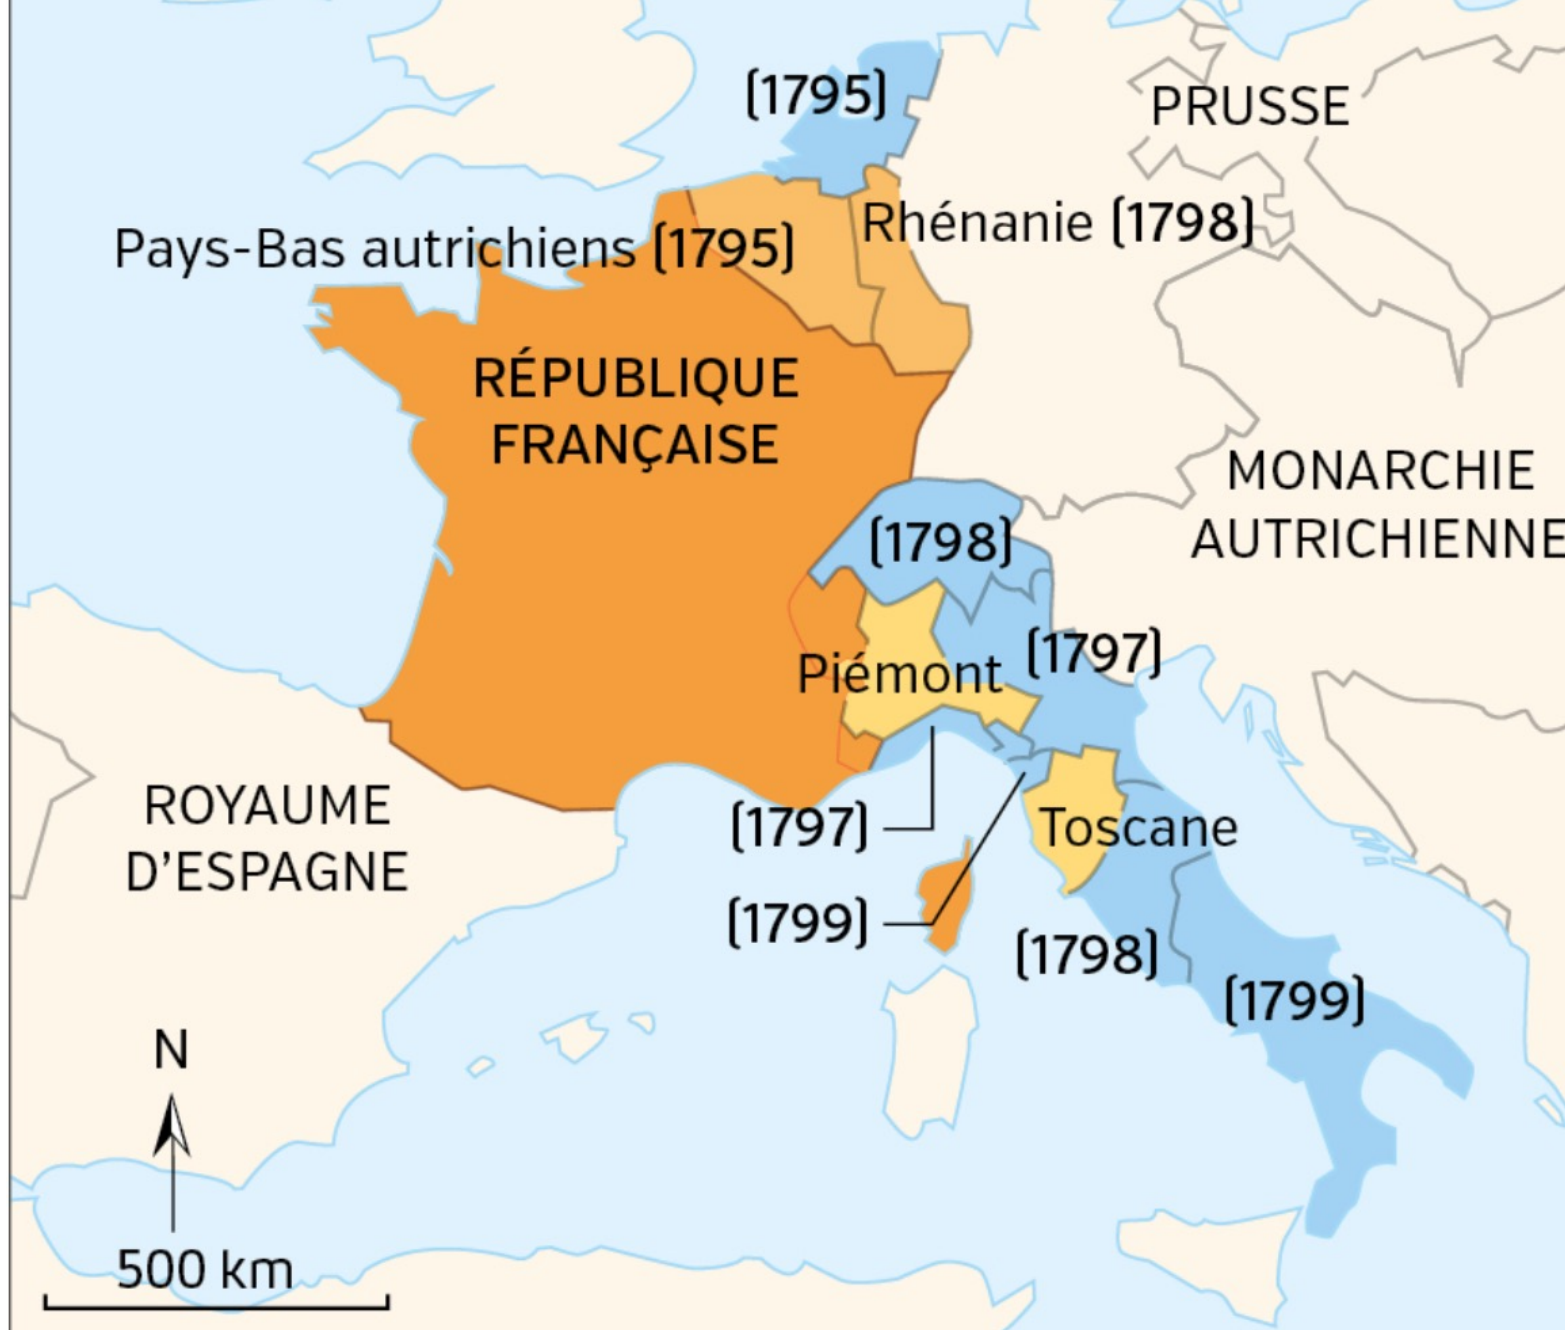 (1795)
PRUSSE
Rhénanie (1798)
Pays-Bas autrichiens (1795)
RÉPUBLIQUE
FRANÇAISE
MONARCHIE
AUTRICHIENNE
(1798)
(1797)
Piémont
ROYAUME
D'ESPAGNE
(1797)
Toscane
(1799)
(1798)
(1799)
N
500 km